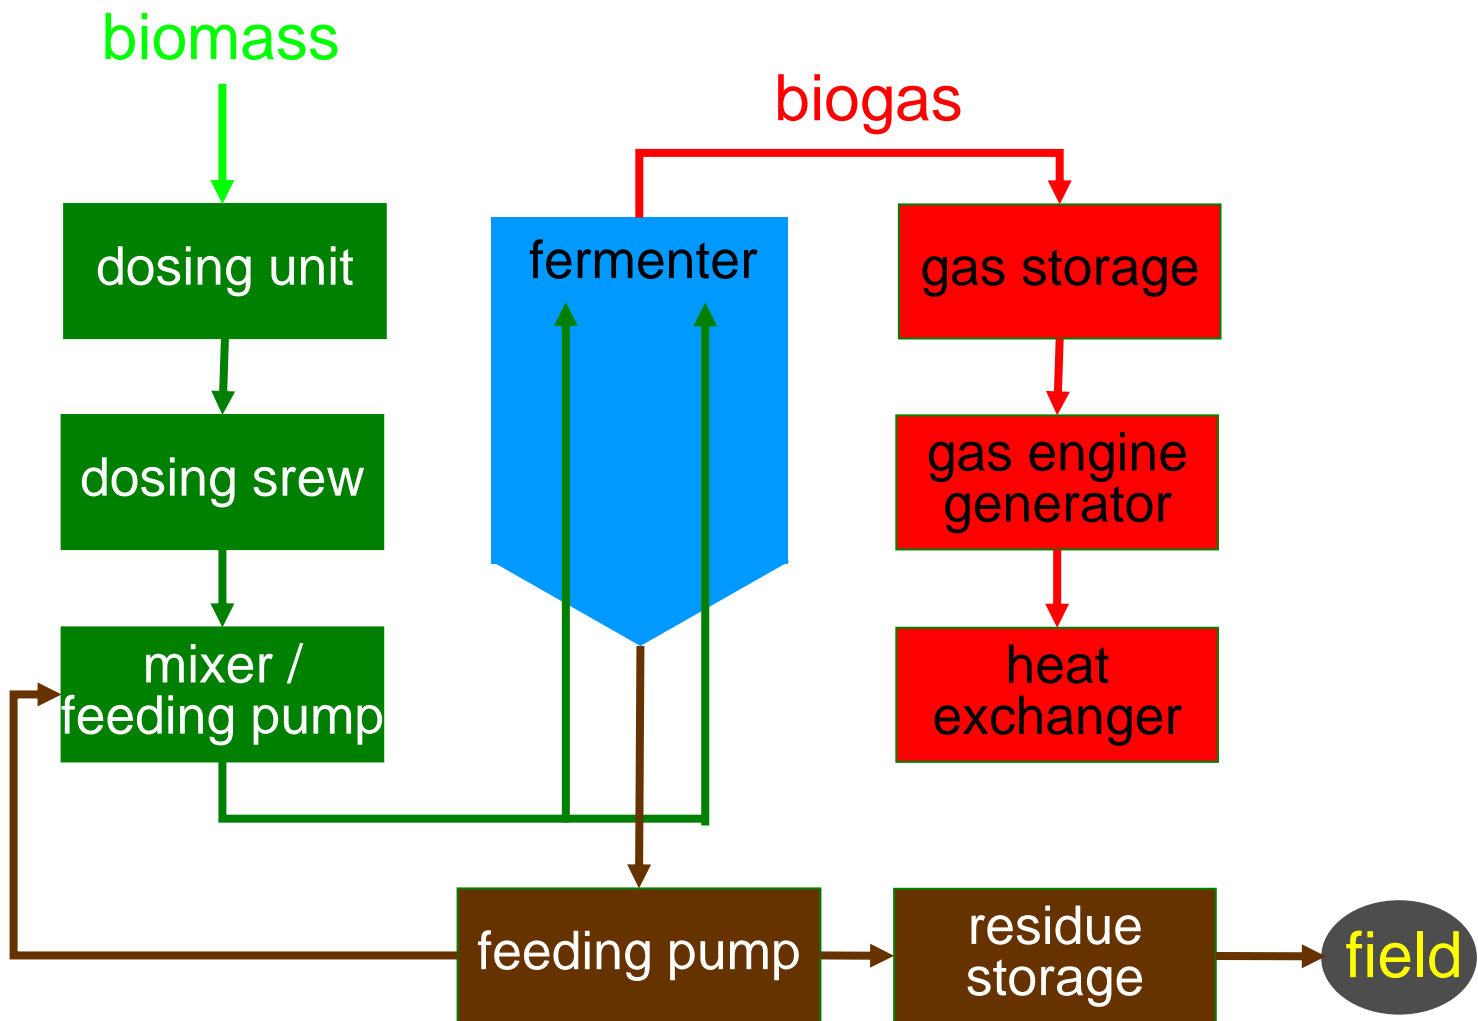 biomass
biogas
dosing unit
fermenter
gas storage
dosing srew
gas engine
generator
mixer /
feeding pump
heat
exchanger
feeding pump
residue
storage
field